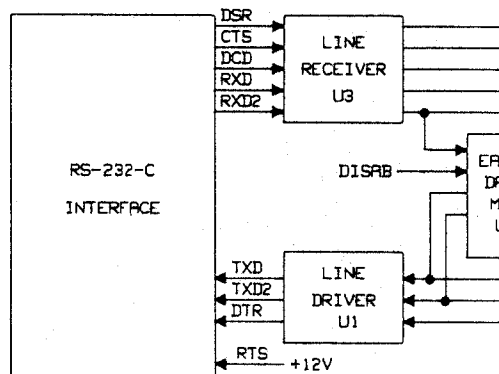 DSR
CTS
DCD
RXD
RXD2
LINE
RECEIVER
U3
RS-232-C
INTERFACE
DISAB
TXD
TXD2
DTR
LINE
DRIVER
U1
RTS
+12V